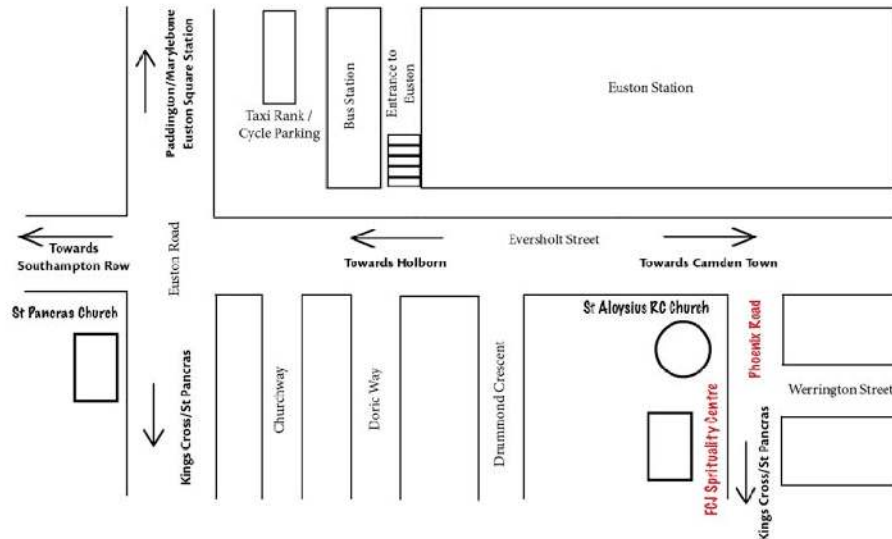 Paddington/Marylebone
Euston Square Station
Taxi Rank /
Cycle Parking
Bus Station
Entrance to
Euston
Euston Station
Towards
Southampton Row
Euston Road
Towards Holborn
Eversholt Street
Towards Camden Town
St Pancras Church
Kings Cross/St Pancras
Churchway
Doric Way
Drummond Crescent
St Aloysius RC Church
FCJ Sprituality Centre
Phoenix Road
Kings Cross/St Pancras
Werrington Street